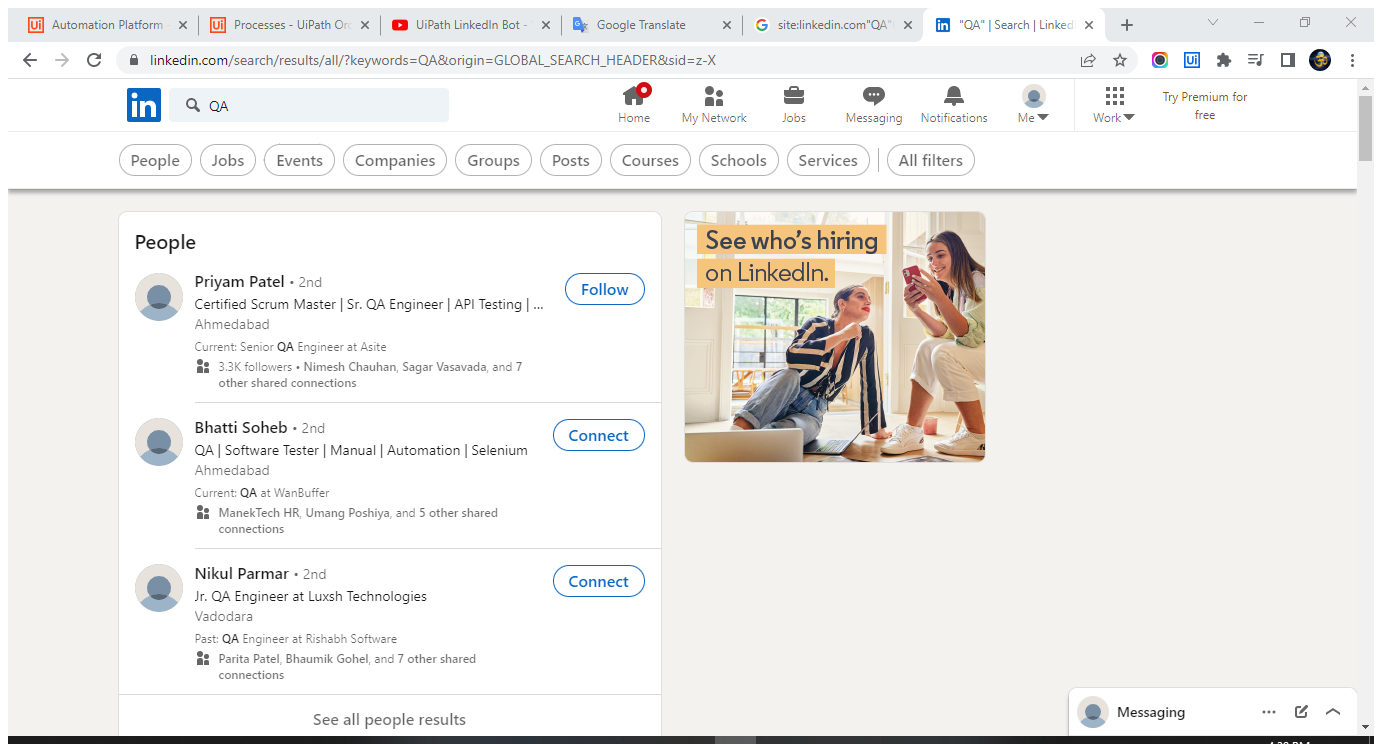 Automation Platform
Processes - UiPath Orc
UiPath LinkedIn Bot -
Google Translate
site:linkedin.com"QA"
"QA" | Search | LinkedI
linkedin.com/search/results/all/?keywords=QA&origin=GLOBAL_SEARCH_HEADER&sid=z-X
Ui
in
QA
Home
My Network
Jobs
Messaging
Notifications
Me
Work
Try Premium for
free
People
Jobs
Events
Companies
Groups
Posts
Courses
Schools
Services
All filters
People
Priyam Patel • 2nd
Follow
Certified Scrum Master | Sr. QA Engineer | API Testing | ...
Ahmedabad
Current: Senior QA Engineer at Asite
3.3K followers • Nimesh Chauhan, Sagar Vasavada, and 7
other shared connections
Bhatti Soheb • 2nd
Connect
QA | Software Tester | Manual | Automation | Selenium
Ahmedabad
Current: QA at WanBuffer
ManekTech HR, Umang Poshiya, and 5 other shared
connections
Nikul Parmar • 2nd
Connect
Jr. QA Engineer at Luxsh Technologies
Vadodara
Past: QA Engineer at Rishabh Software
Parita Patel, Bhaumik Gohel, and 7 other shared
connections
See all people results
See who's hiring
on LinkedIn.
Messaging